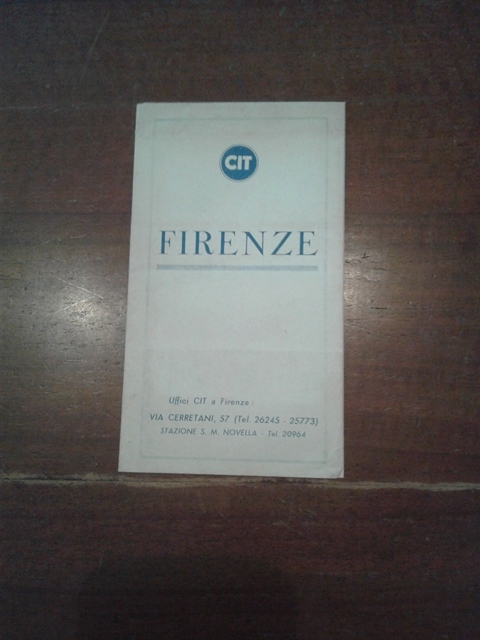 CIT
FIRENZE
Uffici CIT a Firenze:
VIA CERRETANI, 57 (Tel. 26245 - 25773)
STAZIONE S. M. NOVELLA - Tel. 20964